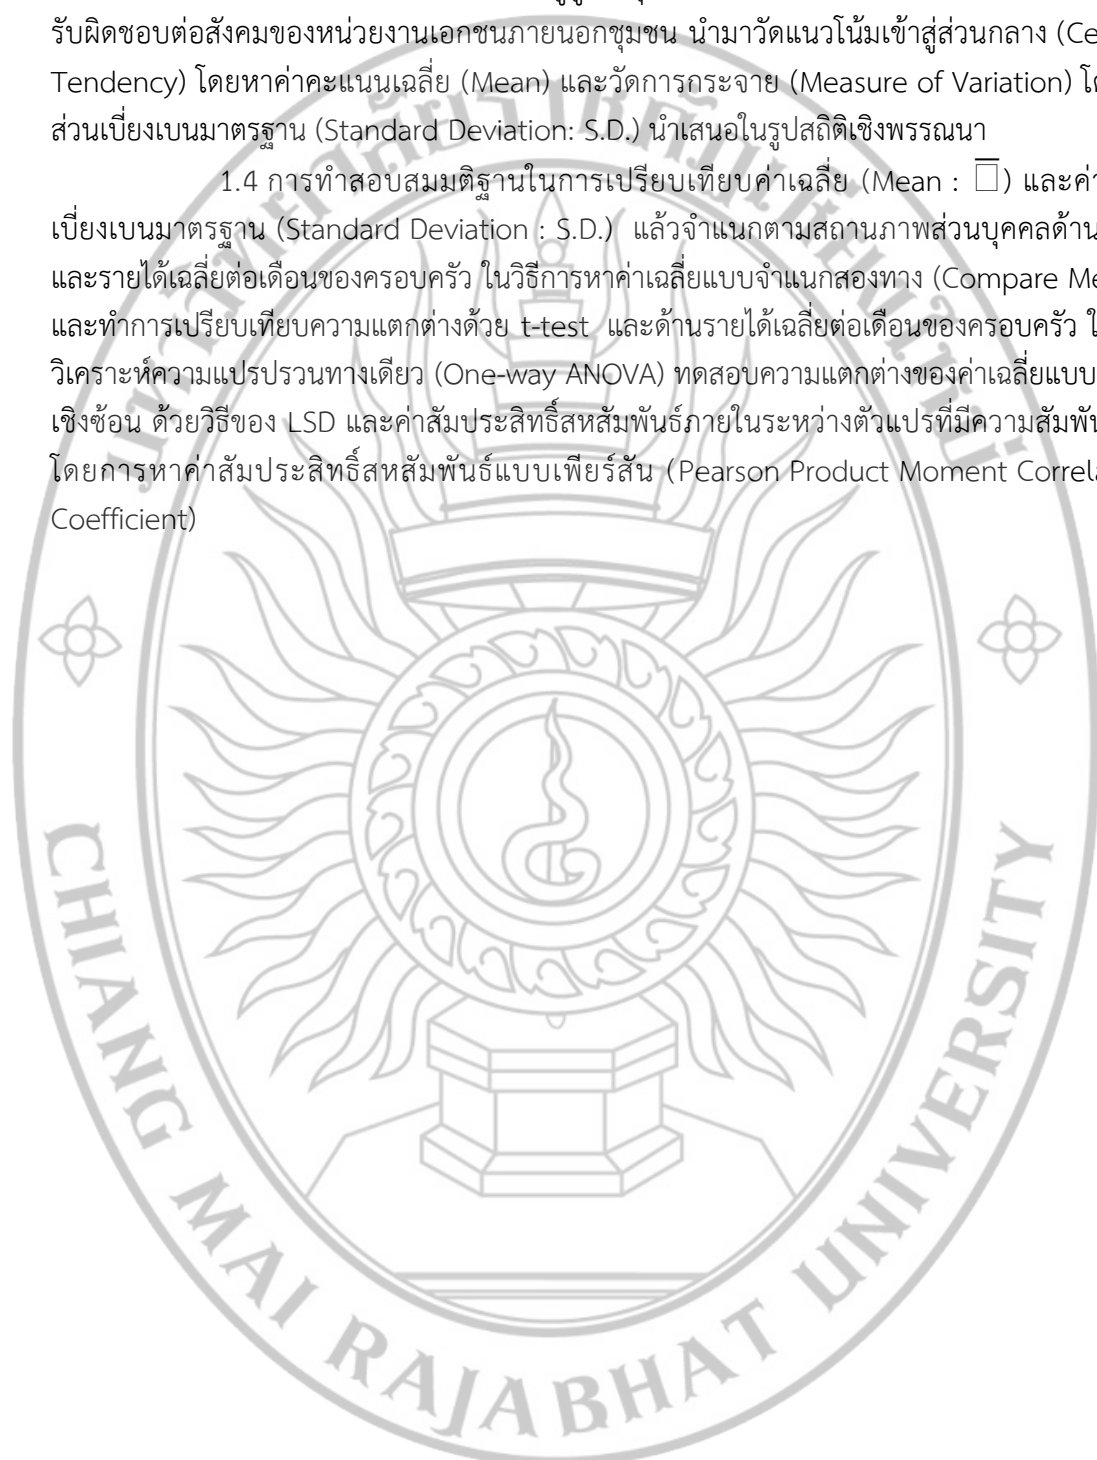 รับผิดชอบต่อสังคมของหน่วยงานเอกชนภายนอกชุมชน นำมาวัดแนวโน้มเข้าสู่ส่วนกลาง (Ce
Tendency) โดยหาค่าคะแนนเฉลี่ย (Mean) และวัดการกระจาย (Measure of Variation) โด
ส่วนเบี่ยงเบนมาตรฐาน (Standard Deviation: S.D.) นำเสนอในรูปสถิติเชิงพรรณนา
1.4 การทำสอบสมมติฐานในการเปรียบเทียบค่าเฉลี่ย (Mean : ) และค่า
เบี่ยงเบนมาตรฐาน (Standard Deviation : S.D.) แล้วจำแนกตามสถานภาพส่วนบุคคลด้าน
และรายได้เฉลี่ยต่อเดือนของครอบครัว ในวิธีการหาค่าเฉลี่ยแบบจำแนกสองทาง (Compare Me
และทำการเปรียบเทียบความแตกต่างด้วย t-test และด้านรายได้เฉลี่ยต่อเดือนของครอบครัว ใ
วิเคราะห์ความแปรปรวนทางเดียว (One-way ANOVA) ทดสอบความแตกต่างของค่าเฉลี่ยแบบ
เชิงซ้อน ด้วยวิธีของ LSD และค่าสัมประสิทธิ์สหสัมพันธ์ภายในระหว่างตัวแปรที่มีความสัมพัน
โดยการหาค่าสัมประสิทธิ์สหสัมพันธ์แบบเพียร์สัน (Pearson Product Moment Correla
Coefficient)
มหาวิทยาลัยราชภัฏเชียงใหม่
CHIANG MAI RAJABHAT UNIVERSITY